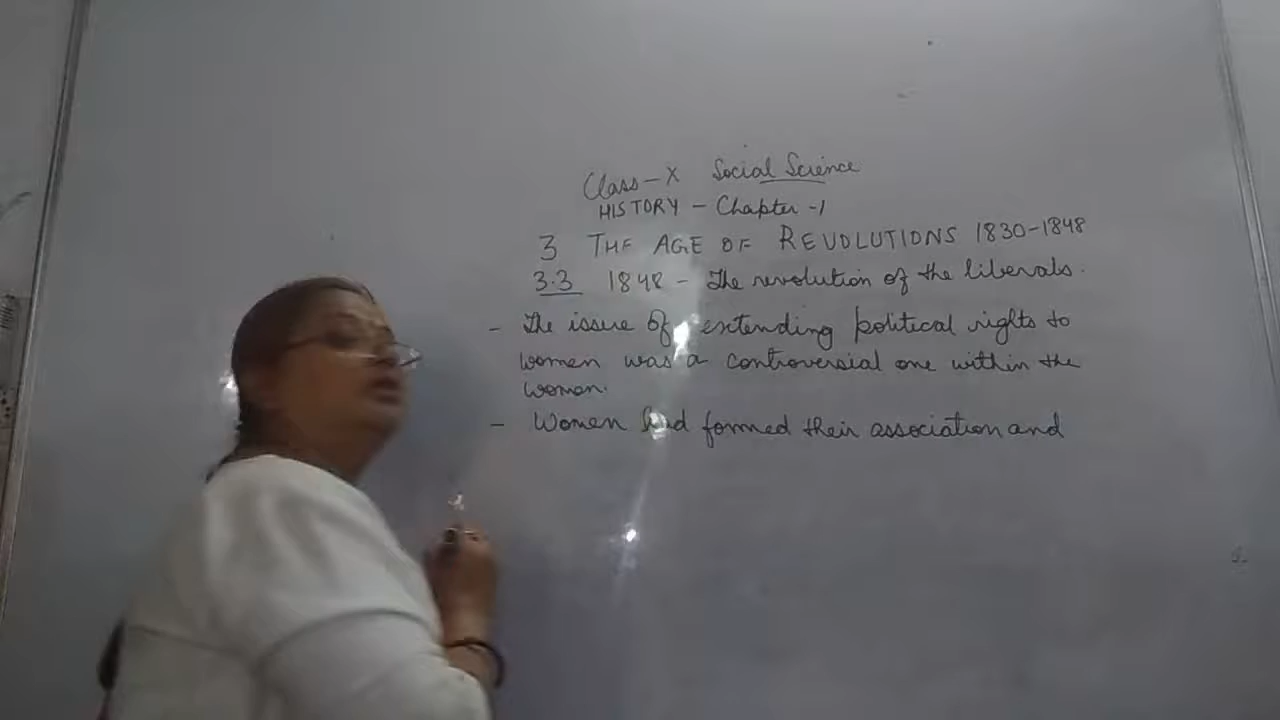 Class-X Social Science
HISTORY - Chapter-1
3 THE AGE OF REVOLUTIONS 1830-1848
3.3 1848 - The revolution of the liberals.
- The issue of extending political rights to
women was a controversial one within the
woman.
- Women had formed their association and